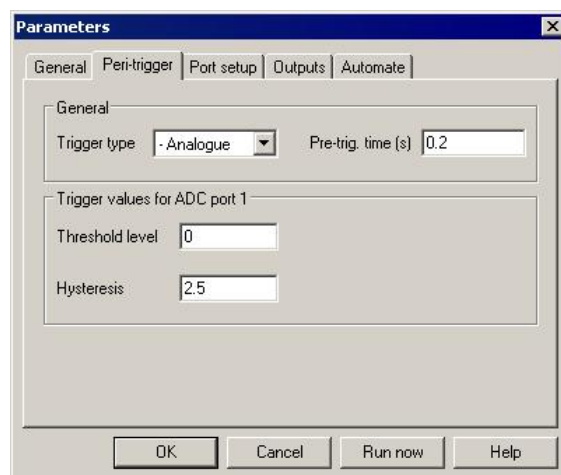 Parameters
General Peri-trigger Port setup Outputs Automate
General
Trigger type - Analogue Pre-trig. time (s) 0.2
Trigger values for ADC port 1
Threshold level 0
Hysteresis 2.5
OK Cancel Run now Help